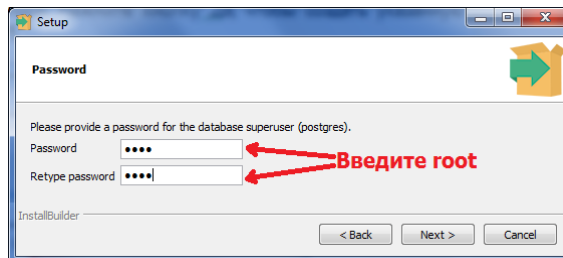 Setup
Password
Please provide a password for the database superuser (postgres).
Password ••••
Retype password ••••
Введите root
InstallBuilder
< Back Next > Cancel